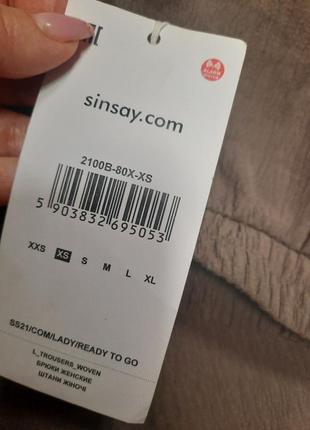 ALARM
sinsay.com
2100B-80X-XS
5 903832 695053
XXS XS S M L XL
SS21/COM/LADY/READY TO GO
L_TROUSERS_WOVEN
БРЮКИ ЖЕНСКИЕ
ШТАНИ ЖІНОЧІ